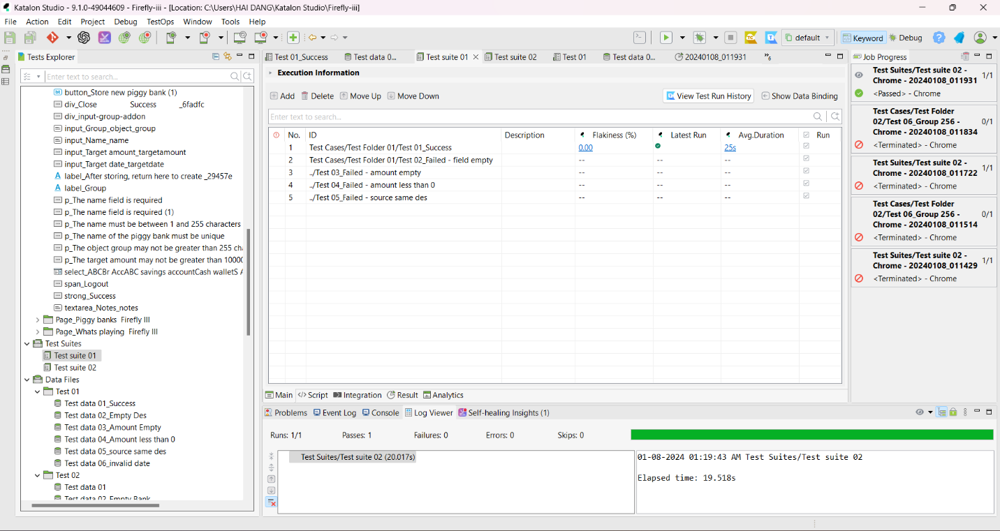 Katalon Studio - 9.1.0-49044609 - Firefly-iii - [Location: C:\Users\HAI DANG\Katalon Studio\Firefly-iii]
File Action Edit Project Debug TestOps Window Tools Help
default Keyword Debug
Tests Explorer
Enter text to search...
button_Store new piggy bank (1)
div_Close Success _6fadfc
div_input-group-addon
input_Group_object_group
input_Name_name
input_Target amount_targetamount
input_Target date_targetdate
label_After storing, return here to create _29457e
label_Group
p_The name field is required
p_The name field is required (1)
p_The name must be between 1 and 255 characters
p_The name of the piggy bank must be unique
p_The object group may not be greater than 255 cha
p_The target amount may not be greater than 10000
select_ABCBr AccABC savings accountCash walletS A
span_Logout
strong_Success
textarea_Notes_notes
Page_Piggy banks Firefly III
Page_Whats playing Firefly III
Test Suites
Test suite 01
Test suite 02
Data Files
Test 01
Test data 01_Success
Test data 02_Empty Des
Test data 03_Amount Empty
Test data 04_Amount less than 0
Test data 05_source same des
Test data 06_invalid date
Test 02
Test data 01
Test data 02_Empty Bank
Test 01_Success Test data 0... Test suite 01 Test suite 02 Test 01 Test data 0... 20240108_011931 »6
Execution Information
Add Delete Move Up Move Down View Test Run History Show Data Binding
Enter text to search...
No. ID Description Flakiness (%) Latest Run Avg.Duration Run
1 Test Cases/Test Folder 01/Test 01_Success 0.00 25s
2 Test Cases/Test Folder 01/Test 02_Failed - field empty -- -- --
3 ../Test 03_Failed - amount empty -- -- --
4 ../Test 04_Failed - amount less than 0 -- -- --
5 ../Test 05_Failed - source same des -- -- --
Main </> Script Integration Result Analytics
Problems Event Log Console Log Viewer Self-healing Insights (1)
Runs: 1/1 Passes: 1 Failures: 0 Errors: 0 Skips: 0
Test Suites/Test suite 02 (20.017s)
01-08-2024 01:19:43 AM Test Suites/Test suite 02
Elapsed time: 19.518s
Job Progress
Test Suites/Test suite 02 -
Chrome - 20240108_011931 1/1
<Passed> - Chrome
Test Cases/Test Folder
02/Test 06_Group 256 - 0/1
Chrome - 20240108_011834
<Terminated> - Chrome
Test Suites/Test suite 02 -
Chrome - 20240108_011722 1/1
<Terminated> - Chrome
Test Cases/Test Folder
02/Test 06_Group 256 - 0/1
Chrome - 20240108_011514
<Terminated> - Chrome
Test Suites/Test suite 02 -
Chrome - 20240108_011429 1/1
<Terminated> - Chrome